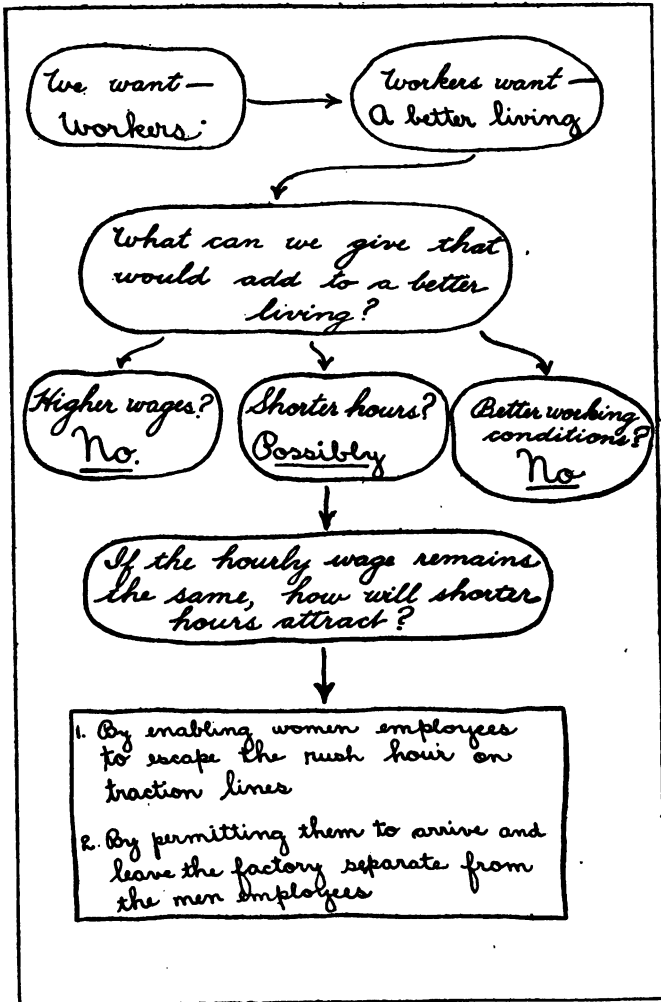 We want —
Workers.
Workers want —
A better living
What can we give that
would add to a better
living?
Higher wages?
No.
Shorter hours?
Possibly
Better working
conditions?
No
If the hourly wage remains
the same, how will shorter
hours attract?
1. By enabling women employees
to escape the rush hour on
traction lines
2. By permitting them to arrive and
leave the factory separate from
the men employees